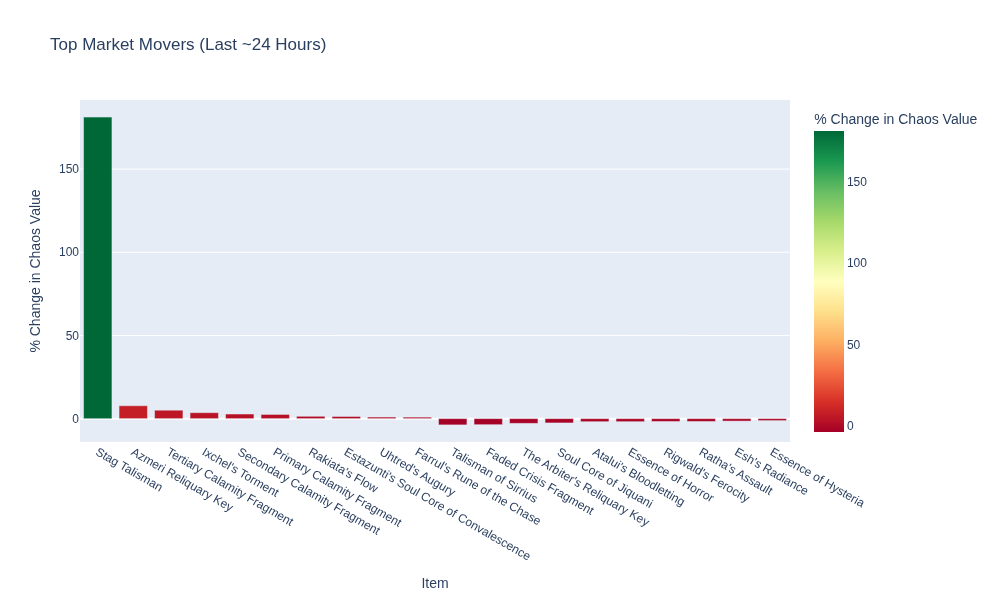 Top Market Movers (Last ~24 Hours)
% Change in Chaos Value
150
100
50
0
% Change in Chaos Value
150
100
50
0
Stag Talisman
Azmeri Reliquary Key
Tertiary Calamity Fragment
Ixchel's Torment
Secondary Calamity Fragment
Primary Calamity Fragment
Rakiata's Flow
Estazunti's Soul Core of Convalescence
Uhtred's Augury
Farrul's Rune of the Chase
Talisman of Sirrius
Faded Crisis Fragment
The Arbiter's Reliquary Key
Soul Core of Jiquani
Atalui's Bloodletting
Essence of Horror
Rigwald's Ferocity
Ratha's Assault
Esh's Radiance
Essence of Hysteria
Item